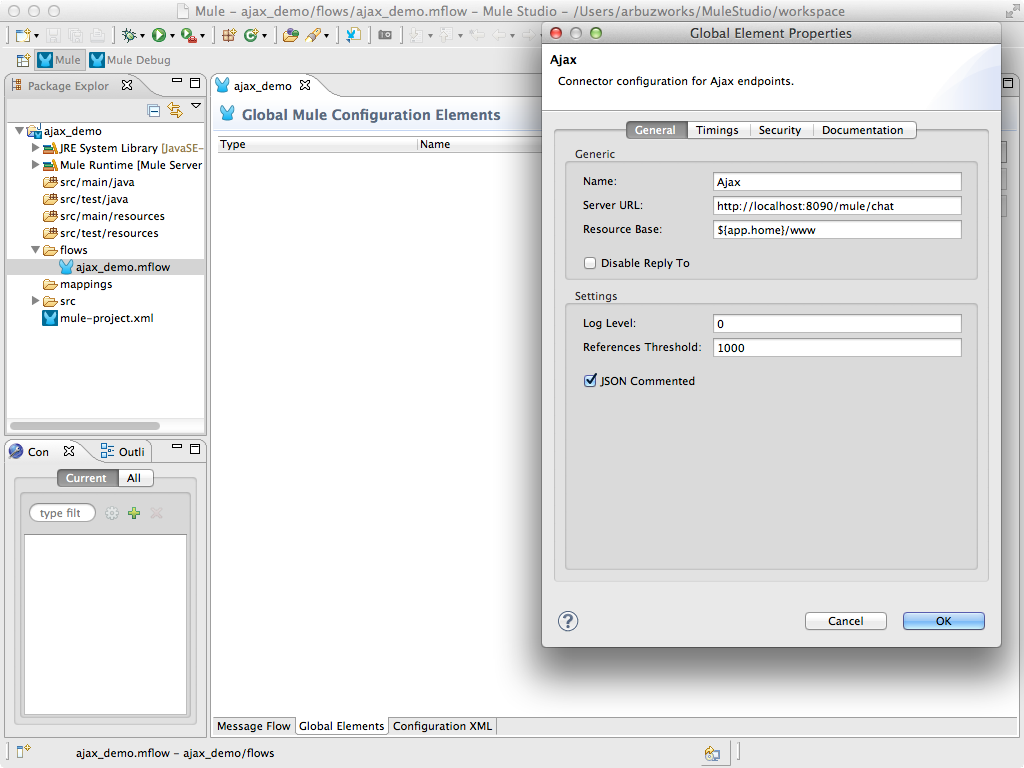 Mule - ajax_demo/flows/ajax_demo.mflow - Mule Studio - /Users/arbuzworks/MuleStudio/workspace
Mule
Mule Debug
Package Explor
ajax_demo
JRE System Library [JavaSE-
Mule Runtime [Mule Server
src/main/java
src/test/java
src/main/resources
src/test/resources
flows
ajax_demo.mflow
mappings
src
mule-project.xml
Con
Outli
Current
All
type filt
ajax_demo
Global Mule Configuration Elements
Type
Name
Message Flow
Global Elements
Configuration XML
ajax_demo.mflow - ajax_demo/flows
Global Element Properties
Ajax
Connector configuration for Ajax endpoints.
General
Timings
Security
Documentation
Generic
Name:
Ajax
Server URL:
http://localhost:8090/mule/chat
Resource Base:
${app.home}/www
Disable Reply To
Settings
Log Level:
0
References Threshold:
1000
JSON Commented
?
Cancel
OK